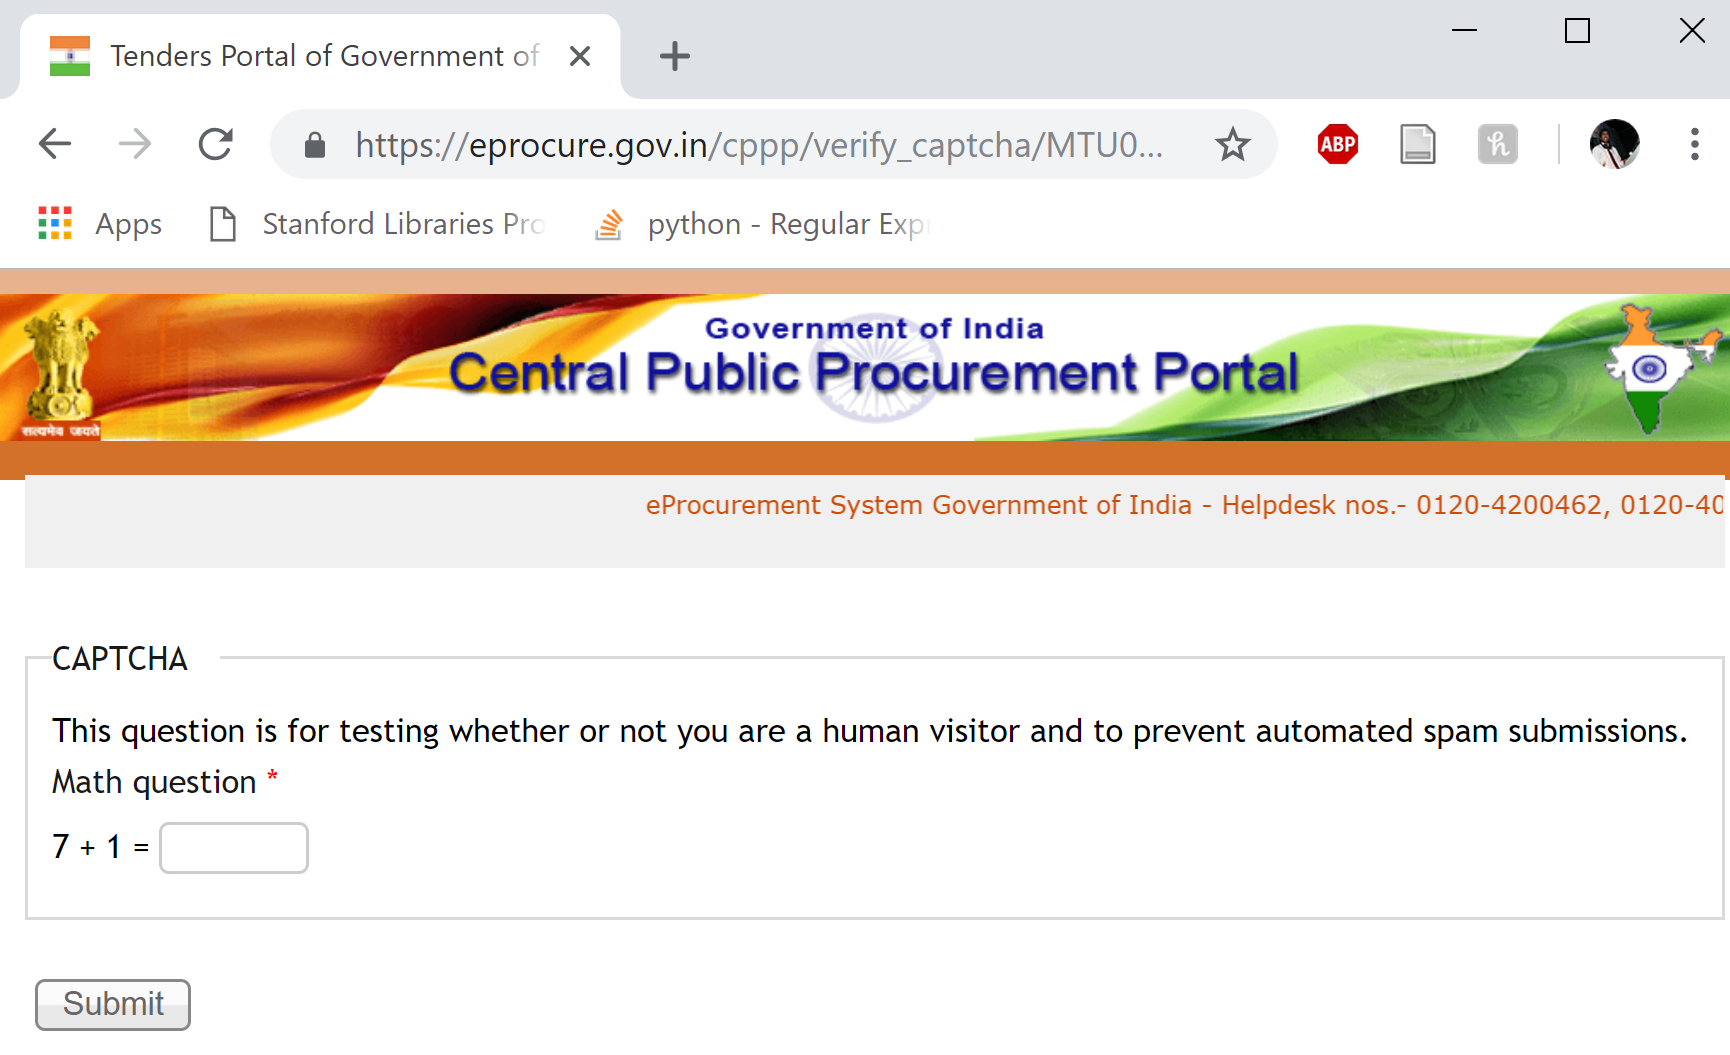 Tenders Portal of Government of
https://eprocure.gov.in/cppp/verify_captcha/MTU0...
ABP
Apps
Stanford Libraries Pro
python - Regular Exp
Government of India
Central Public Procurement Portal
सत्यमेव जयते
eProcurement System Government of India - Helpdesk nos.- 0120-4200462, 0120-40
CAPTCHA
This question is for testing whether or not you are a human visitor and to prevent automated spam submissions.
Math question *
7 + 1 =
Submit